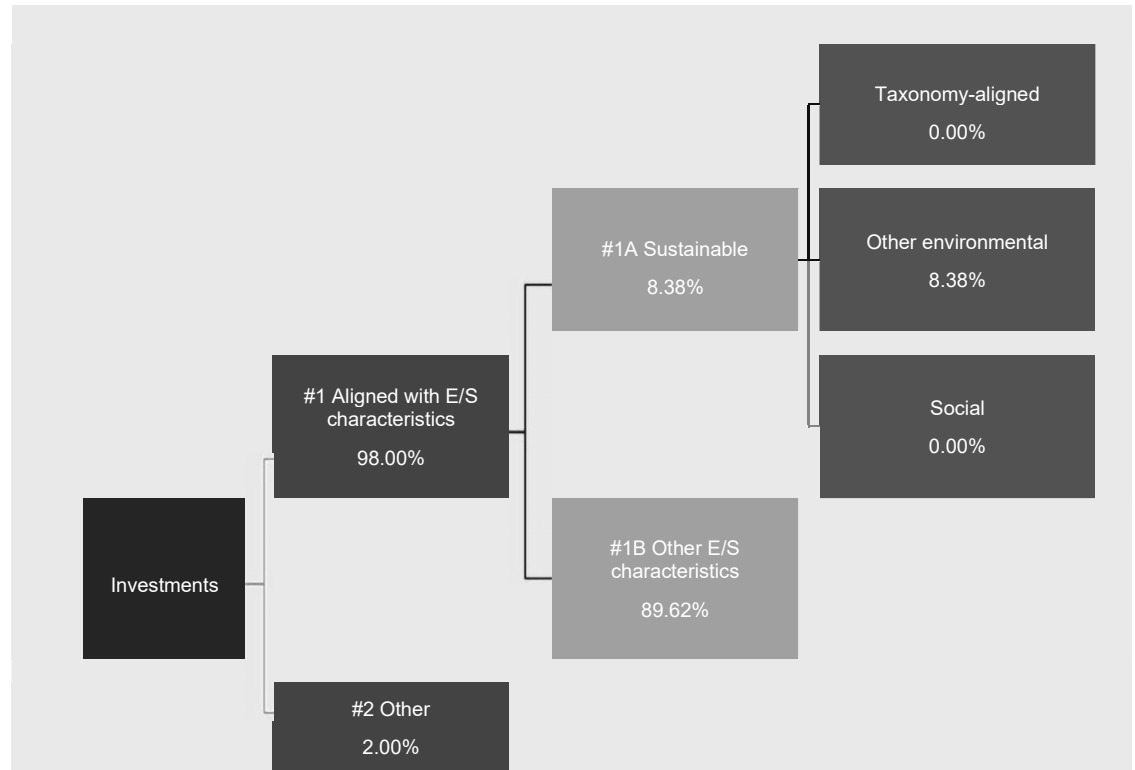 Taxonomy-aligned
0.00%
#1A Sustainable
8.38%
Other environmental
8.38%
#1 Aligned with E/S
characteristics
98.00%
Social
0.00%
Investments
#1B Other E/S
characteristics
89.62%
#2 Other
2.00%